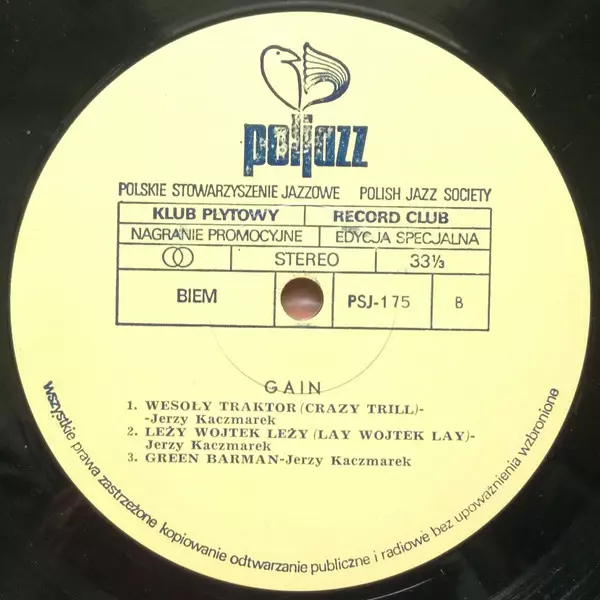 poljazz
POLSKIE STOWARZYSZENIE JAZZOWE POLISH JAZZ SOCIETY
KLUB PŁYTOWY RECORD CLUB
NAGRANIE PROMOCYJNE EDYCJA SPECJALNA
STEREO 33⅓
BIEM PSJ-175 B
GAIN
1. WESOŁY TRAKTOR (CRAZY TRILL)-
-Jerzy Kaczmarek
2. LEŻY WOJTEK LEŻY (LAY WOJTEK LAY)-
-Jerzy Kaczmarek
3. GREEN BARMAN-Jerzy Kaczmarek
wszystkie prawa zastrzeżone kopiowanie odtwarzanie publiczne i radiowe bez upoważnienia wzbronione